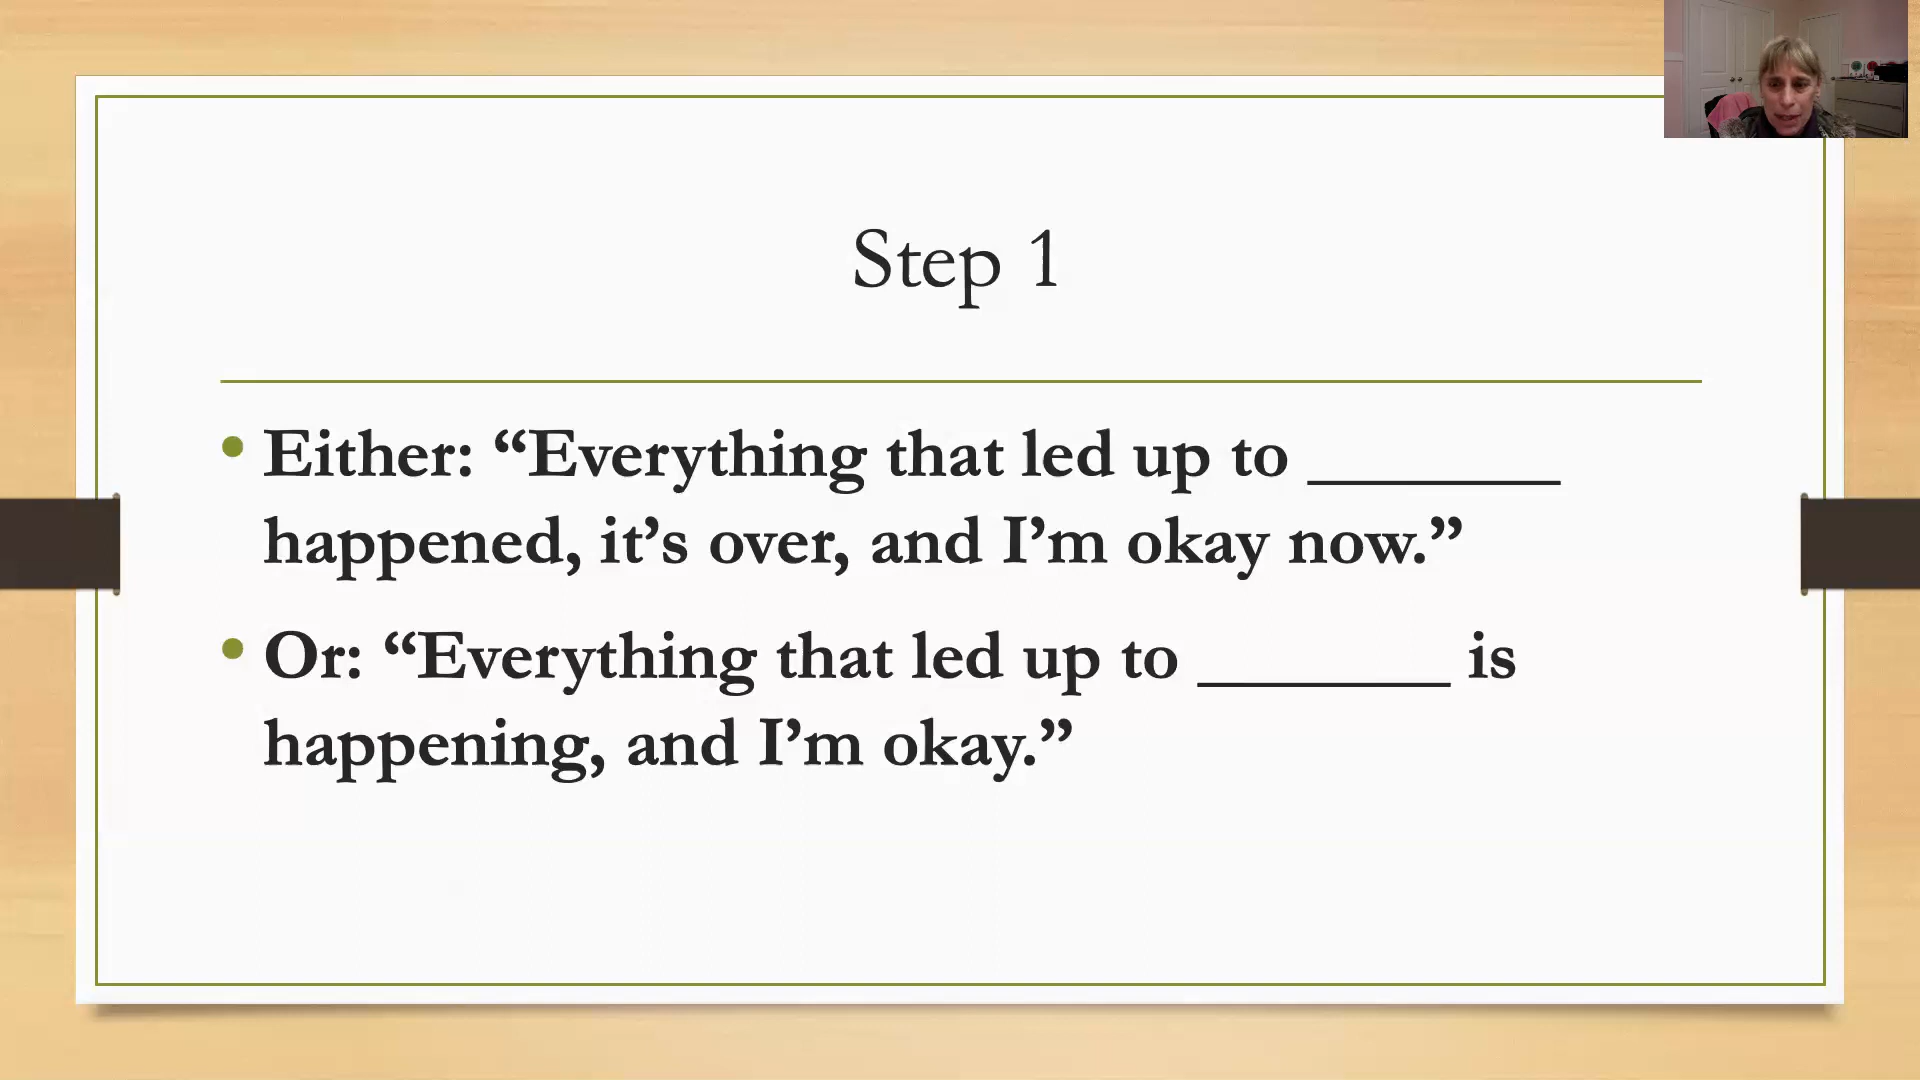 Step 1
• Either: “Everything that led up to ________
happened, it’s over, and I’m okay now.”
• Or: “Everything that led up to ________ is
happening, and I’m okay.”